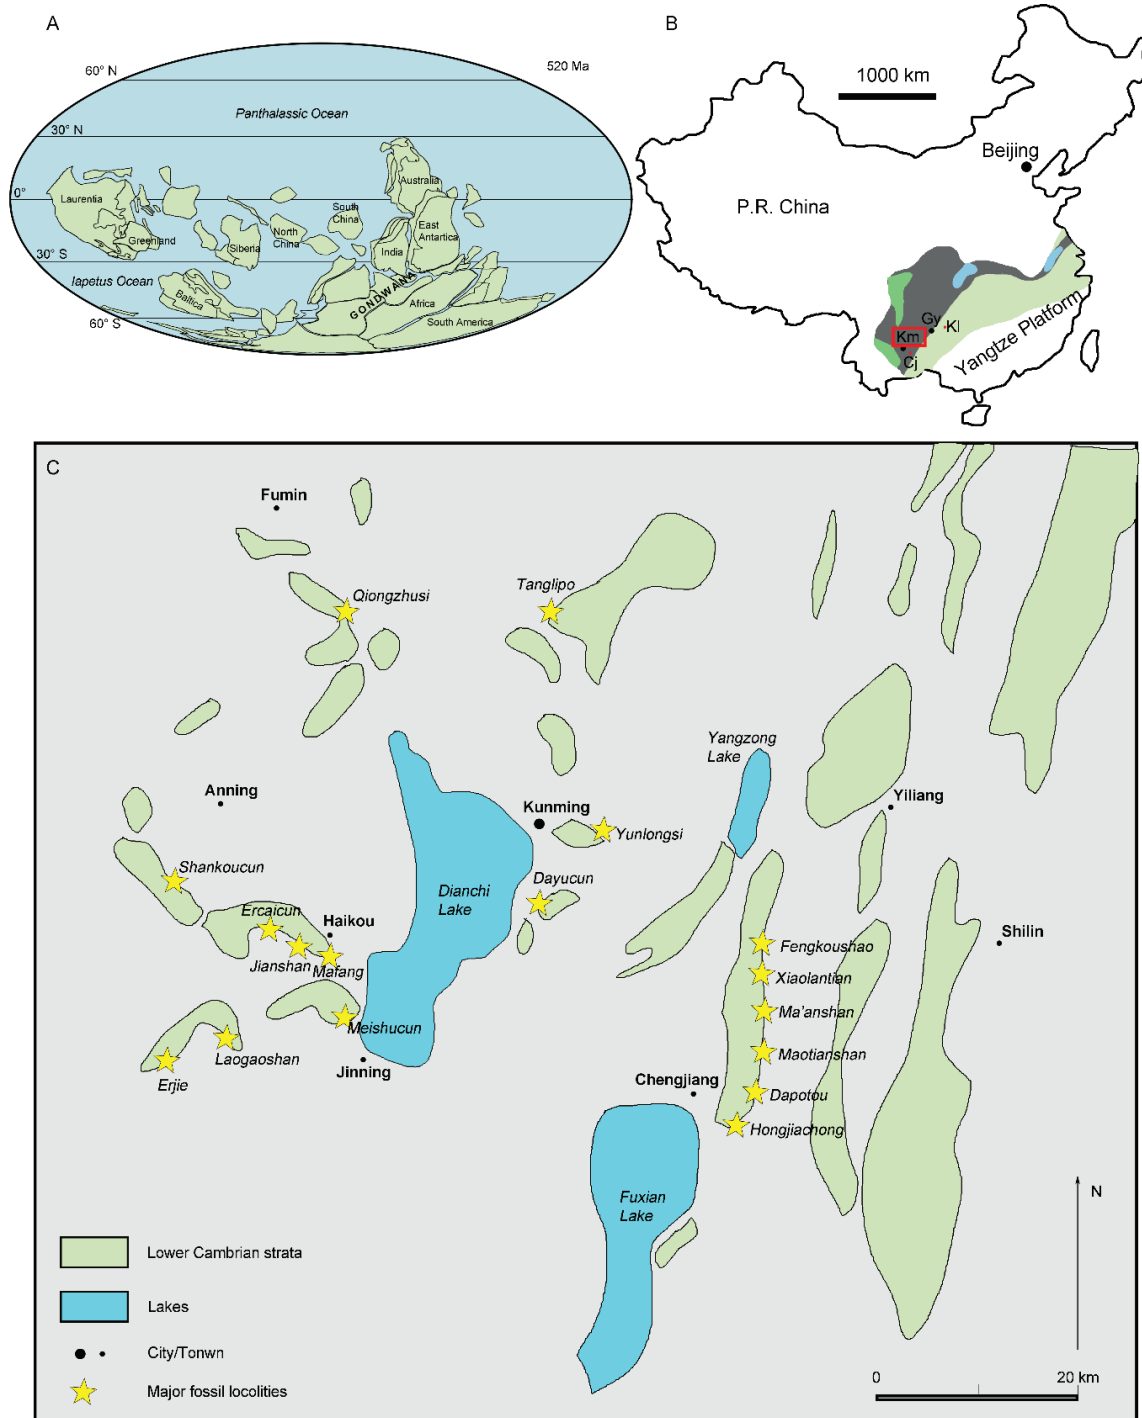 A
60° N
520 Ma
Panthalassic Ocean
30° N
Australia
0°
Laurentia
South
China
North
China
East
Antartica
Greenland
Siberia
India
30° S
Iapetus Ocean
Baltica
GONDWANA
Africa
60° S
South America
B
1000 km
Beijing
P.R. China
Gy
Kl
Km
Cj
Yangtze Platform
C
Fumin
Qiongzhusi
Tanglipo
Yangzong
Lake
Anning
Kunming
Yiliang
Yunlongsi
Shankoucun
Dianchi
Lake
Dayucun
Ercaicun
Haikou
Shilin
Jianshan
Mafang
Fengkoushao
Xiaolantian
Meishucun
Ma'anshan
Laogaoshan
Maotianshan
Jinning
Erjie
Chengjiang
Dapotou
Hongjiachong
Fuxian
Lake
N
Lower Cambrian strata
Lakes
City/Tonwn
Major fossil locolities
0
20 km